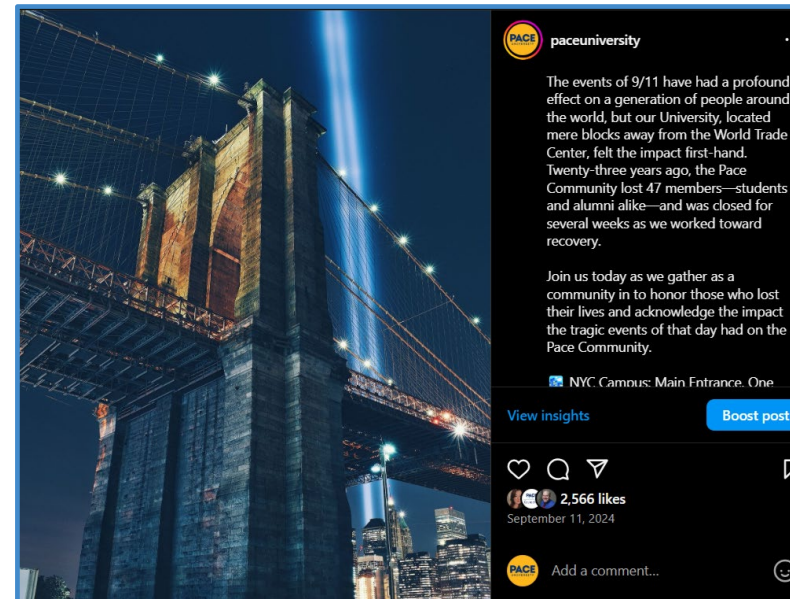 PACE
UNIVERSITY
paceuniversity
The events of 9/11 have had a profound
effect on a generation of people around
the world, but our University, located
mere blocks away from the World Trade
Center, felt the impact first-hand.
Twenty-three years ago, the Pace
Community lost 47 members—students
and alumni alike—and was closed for
several weeks as we worked toward
recovery.
Join us today as we gather as a
community in to honor those who lost
their lives and acknowledge the impact
the tragic events of that day had on the
Pace Community.
NYC Campus: Main Entrance, One
View insights
Boost post
2,566 likes
September 11, 2024
PACE
UNIVERSITY
Add a comment...